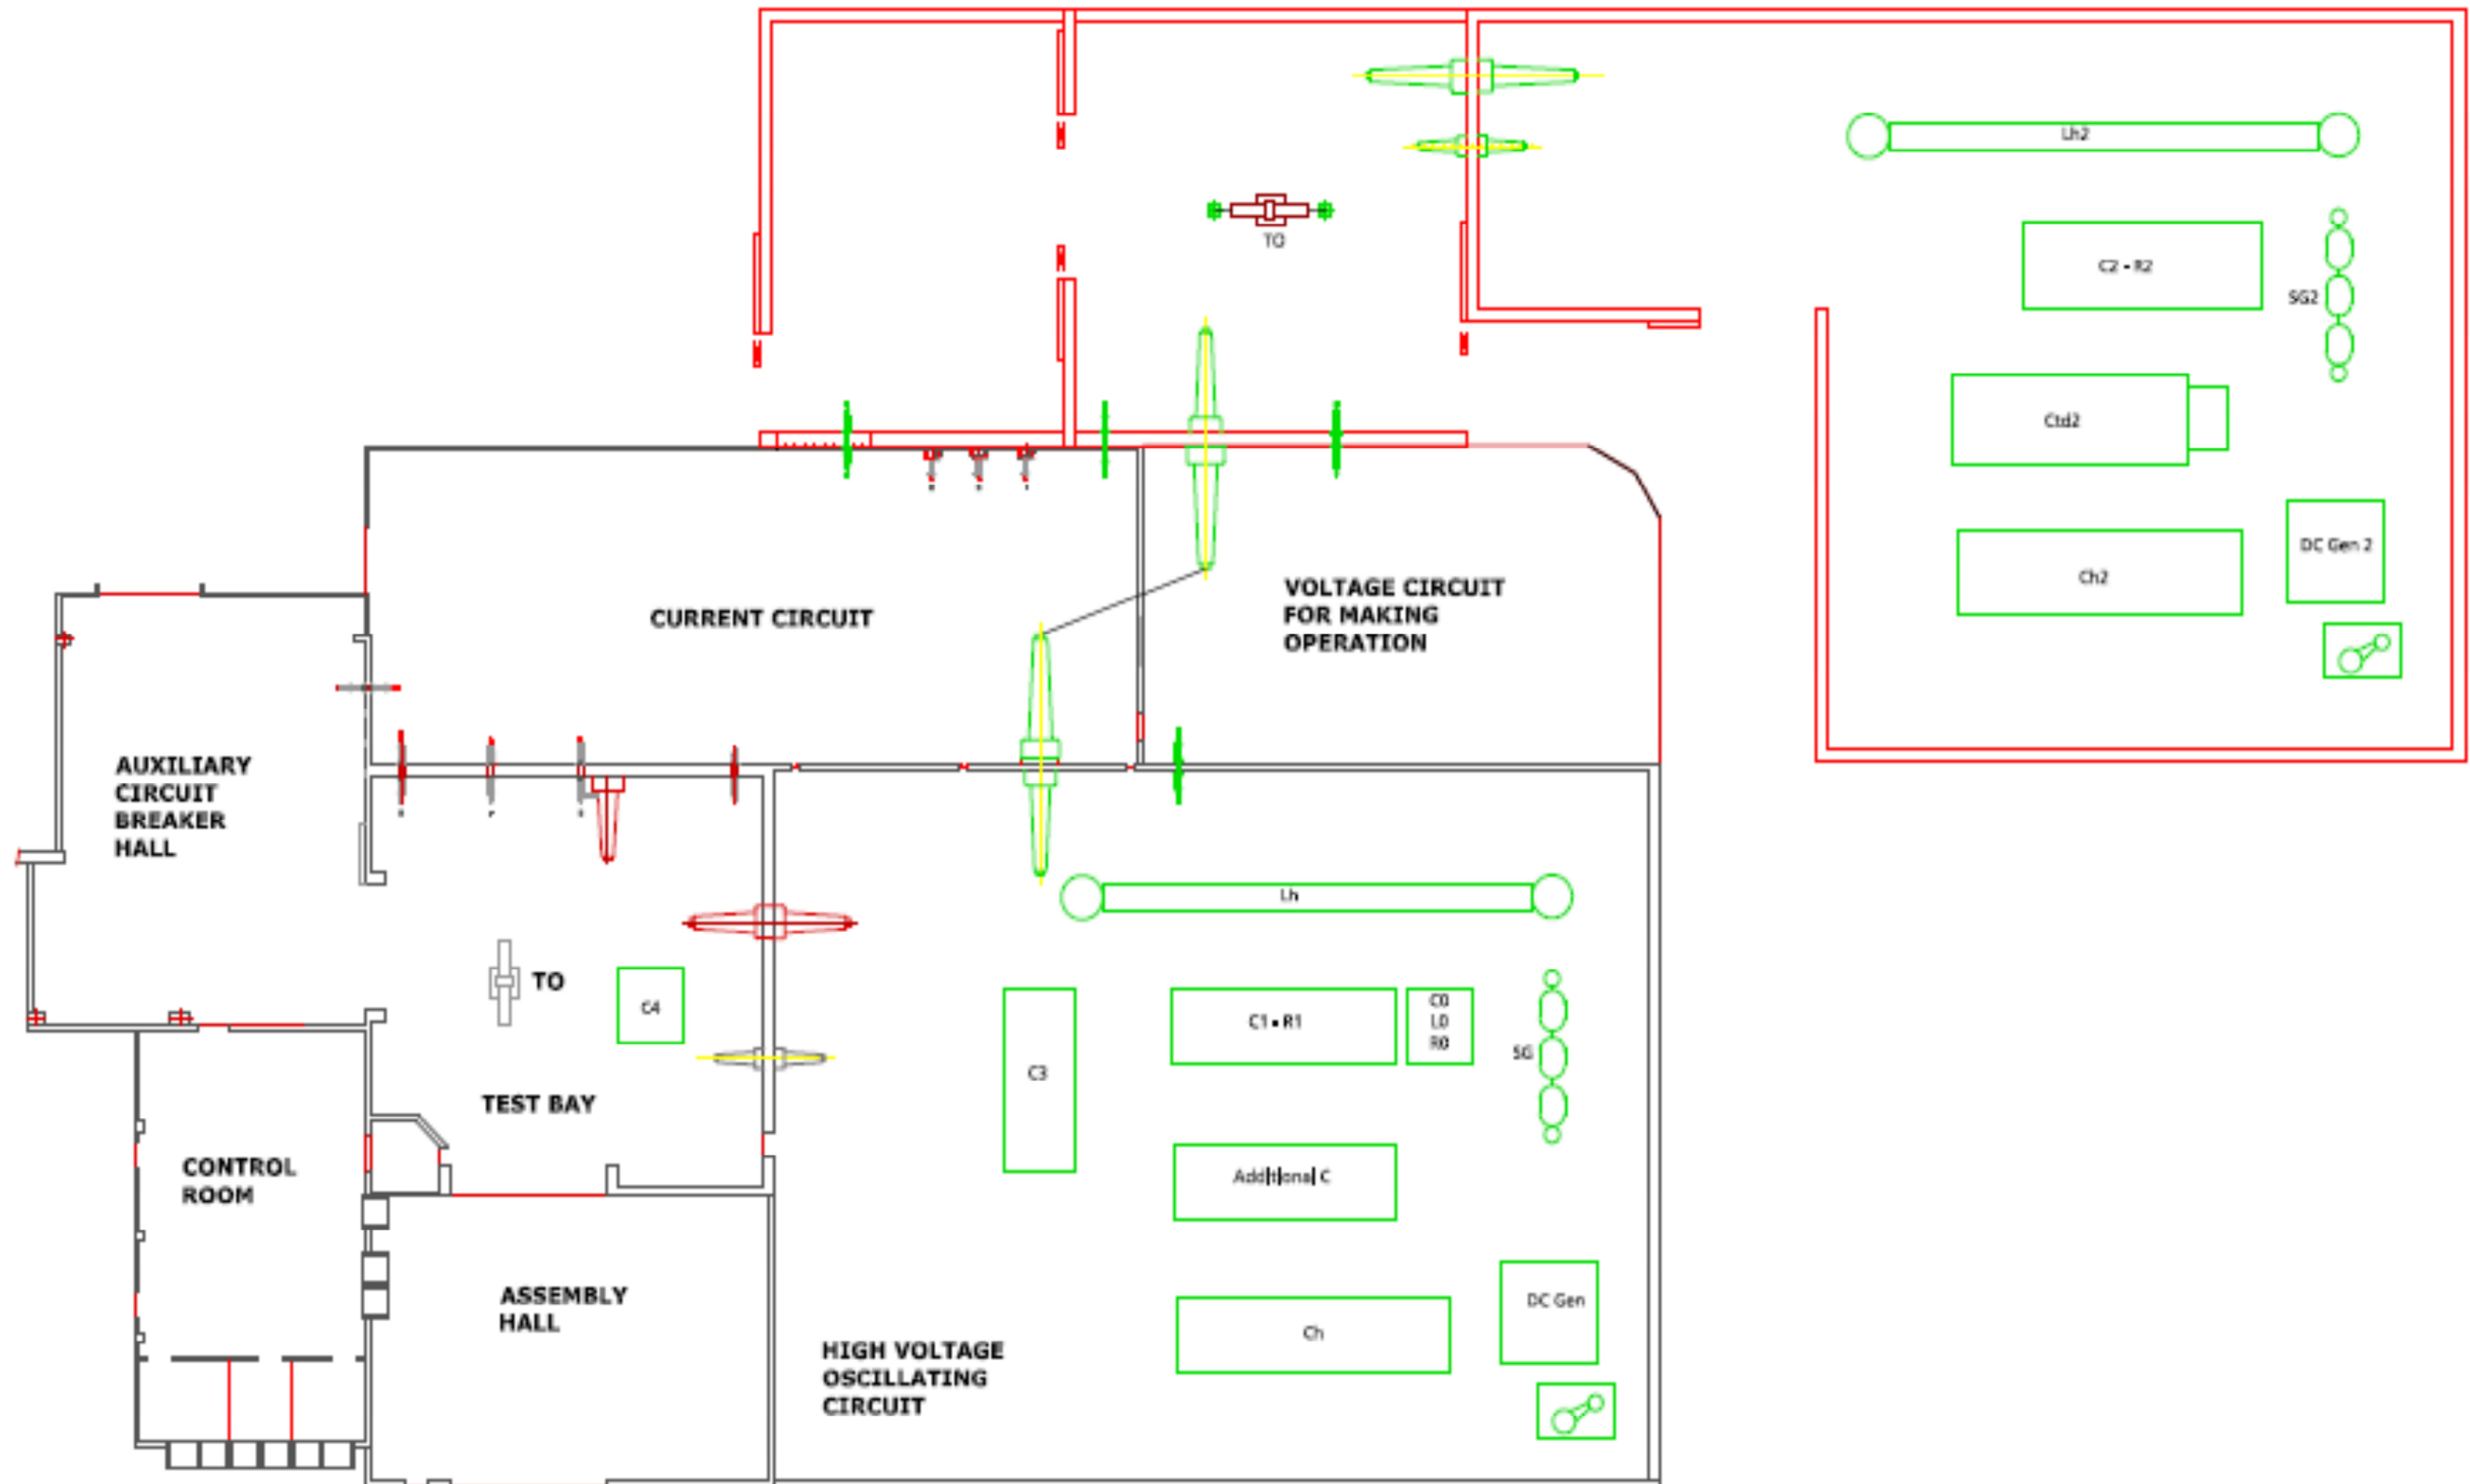 Lh2
C2 - R2
SG2
TO
Ctd2
DC Gen 2
Ch2
CURRENT CIRCUIT
VOLTAGE CIRCUIT
FOR MAKING
OPERATION
AUXILIARY
CIRCUIT
BREAKER
HALL
Lh
TO
C4
C1 - R1
C0
L0
R0
SG
C3
TEST BAY
CONTROL
ROOM
Additional C
ASSEMBLY
HALL
DC Gen
Ch
HIGH VOLTAGE
OSCILLATING
CIRCUIT